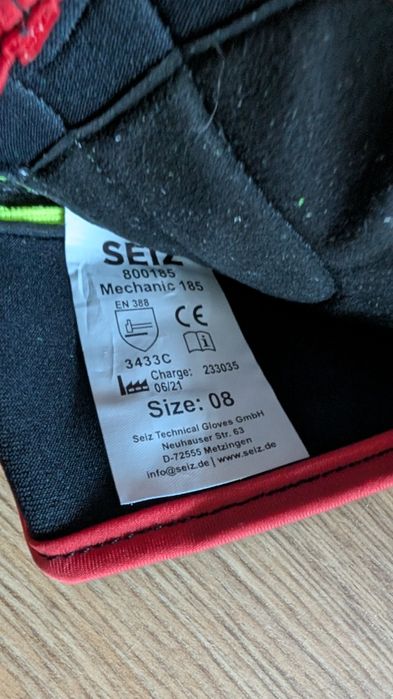 SEIZ
800185
Mechanic 185
EN 388
CE
i
3433C
Charge: 233035
06/21
Size: 08
Seiz Technical Gloves GmbH
Neuhauser Str. 63
D-72555 Metzingen
info@seiz.de | www.seiz.de